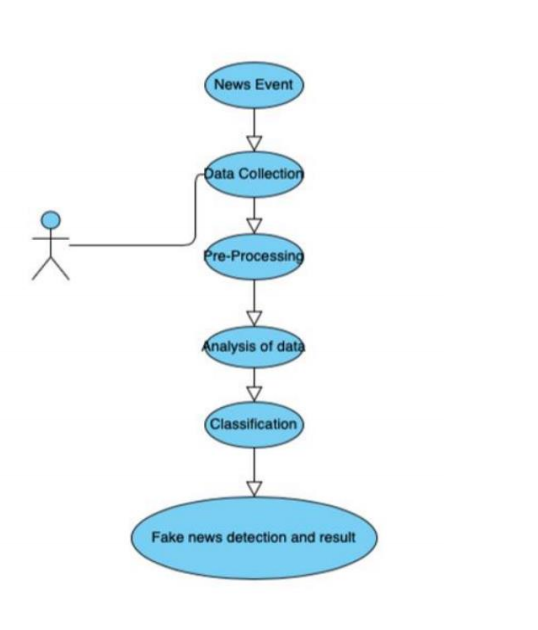 News Event
Data Collection
Pre-Processing
Analysis of data
Classification
Fake news detection and result